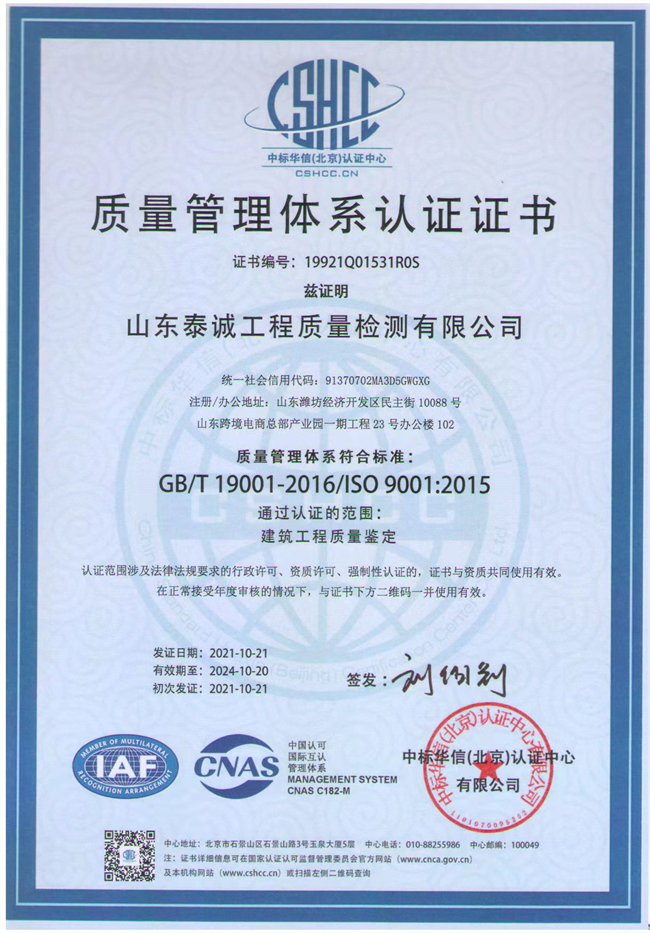 CSHCC
中标华信(北京)认证中心
CSHCC.CN
质量管理体系认证证书
证书编号：19921Q01531R0S
兹证明
山东泰诚工程质量检测有限公司
统一社会信用代码：91370702MA3D5GWGXG
注册/办公地址：山东潍坊经济开发区民主街 10088 号
山东跨境电商总部产业园一期工程 23 号办公楼 102
质量管理体系符合标准：
GB/T 19001-2016/ISO 9001:2015
通过认证的范围：
建筑工程质量鉴定
认证范围涉及法律法规要求的行政许可、资质许可、强制性认证的，证书与资质共同使用有效。
在正常接受年度审核的情况下，与证书下方二维码一并使用有效。
发证日期：2021-10-21
有效期至：2024-10-20
初次发证：2021-10-21
签发：
MEMBER OF MULTILATERAL
IAF
RECOGNITION ARRANGEMENT
CNAS
中国认可
国际互认
管理体系
MANAGEMENT SYSTEM
CNAS C182-M
中标华信(北京)认证中心
有限公司
中标华信(北京)认证中心有限公司
中心地址：北京市石景山区石景山路3号玉泉大厦5层 中心电话：010-88255986 中心邮编：100049
注：证书详细信息可在国家认证认可监督管理委员会官方网站（www.cnca.gov.cn）
及本机构网站（www.cshcc.cn）或扫描左侧二维码查询